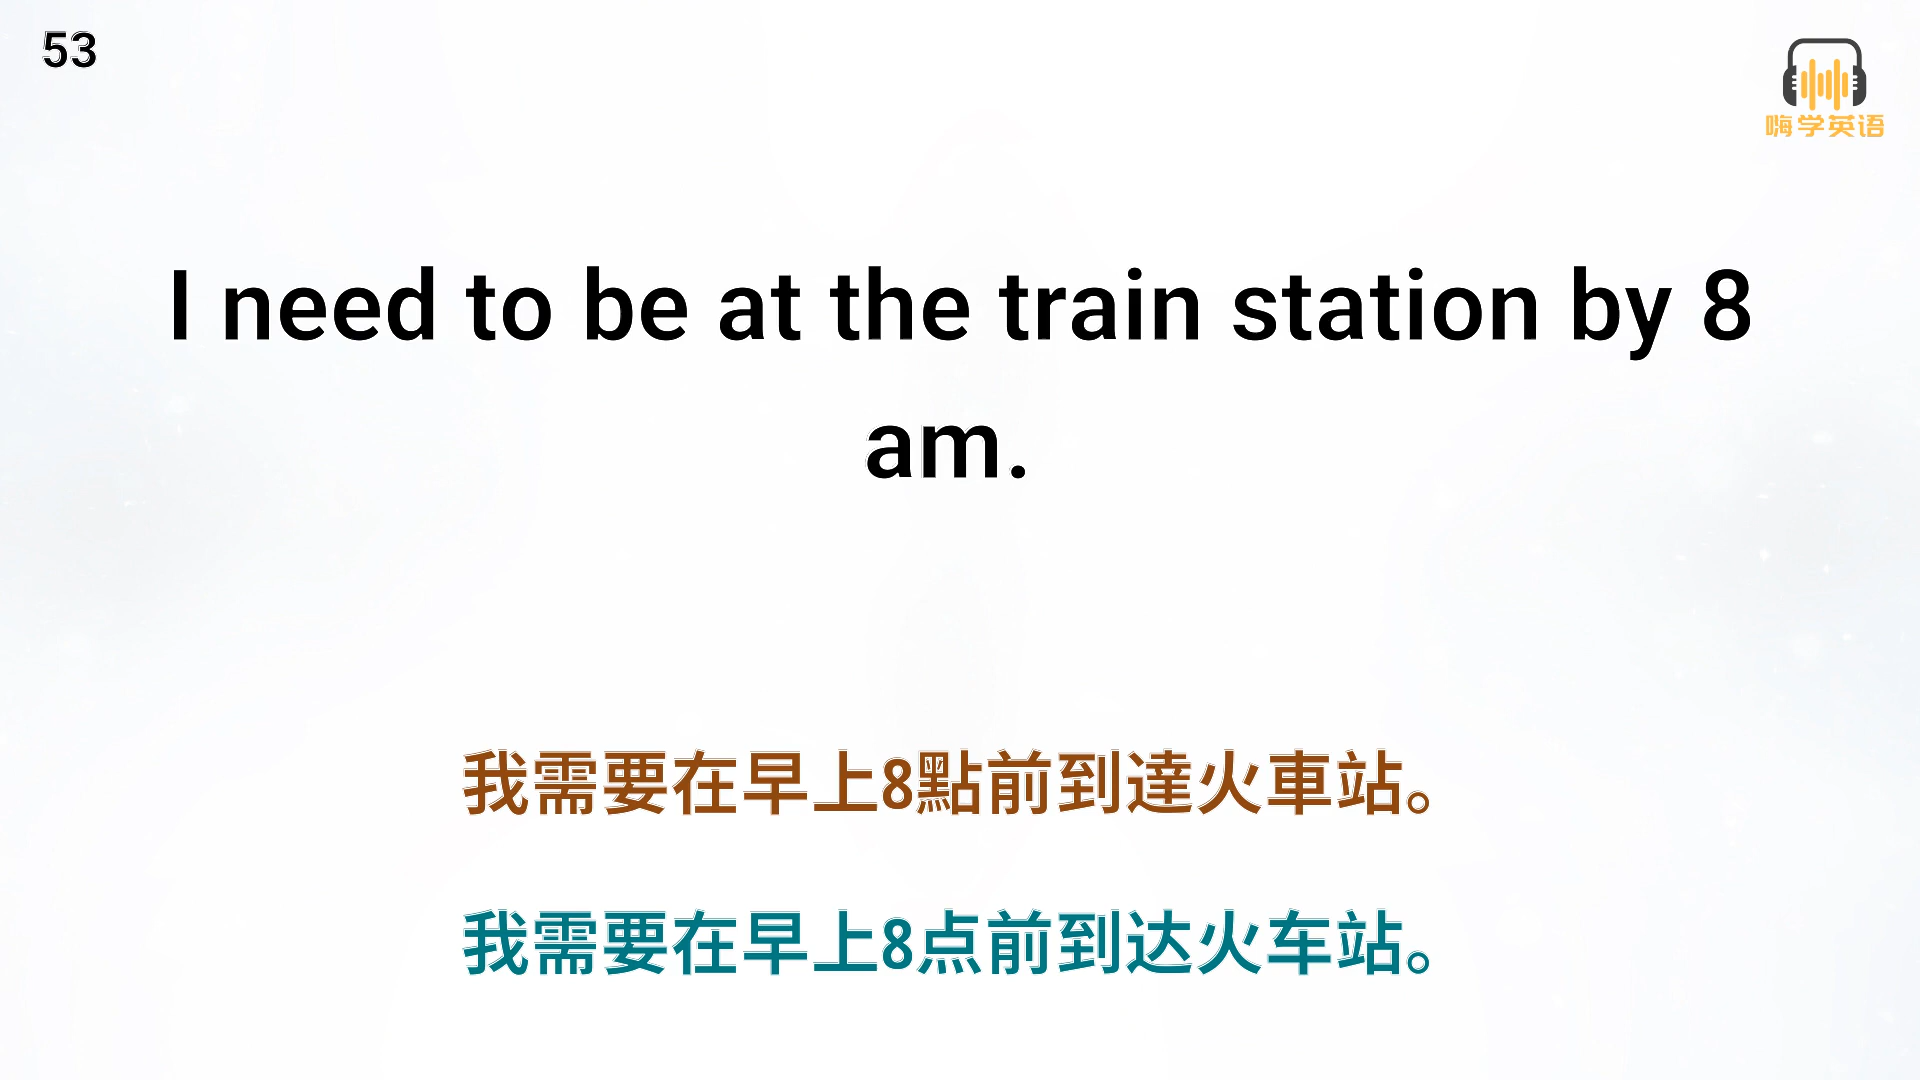 53
嗨学英语
I need to be at the train station by 8
am.
我需要在早上8點前到達火車站。
我需要在早上8点前到达火车站。